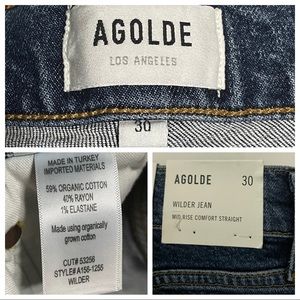 AGOLDE
LOS ANGELES
30
MADE IN TURKEY
IMPORTED MATERIALS
59% ORGANIC COTTON
40% RAYON
1% ELASTANE
Made using organically
grown cotton
CUT# 53256
STYLE# A156-1255
WILDER
AGOLDE 30
WILDER JEAN
MID RISE COMFORT STRAIGHT